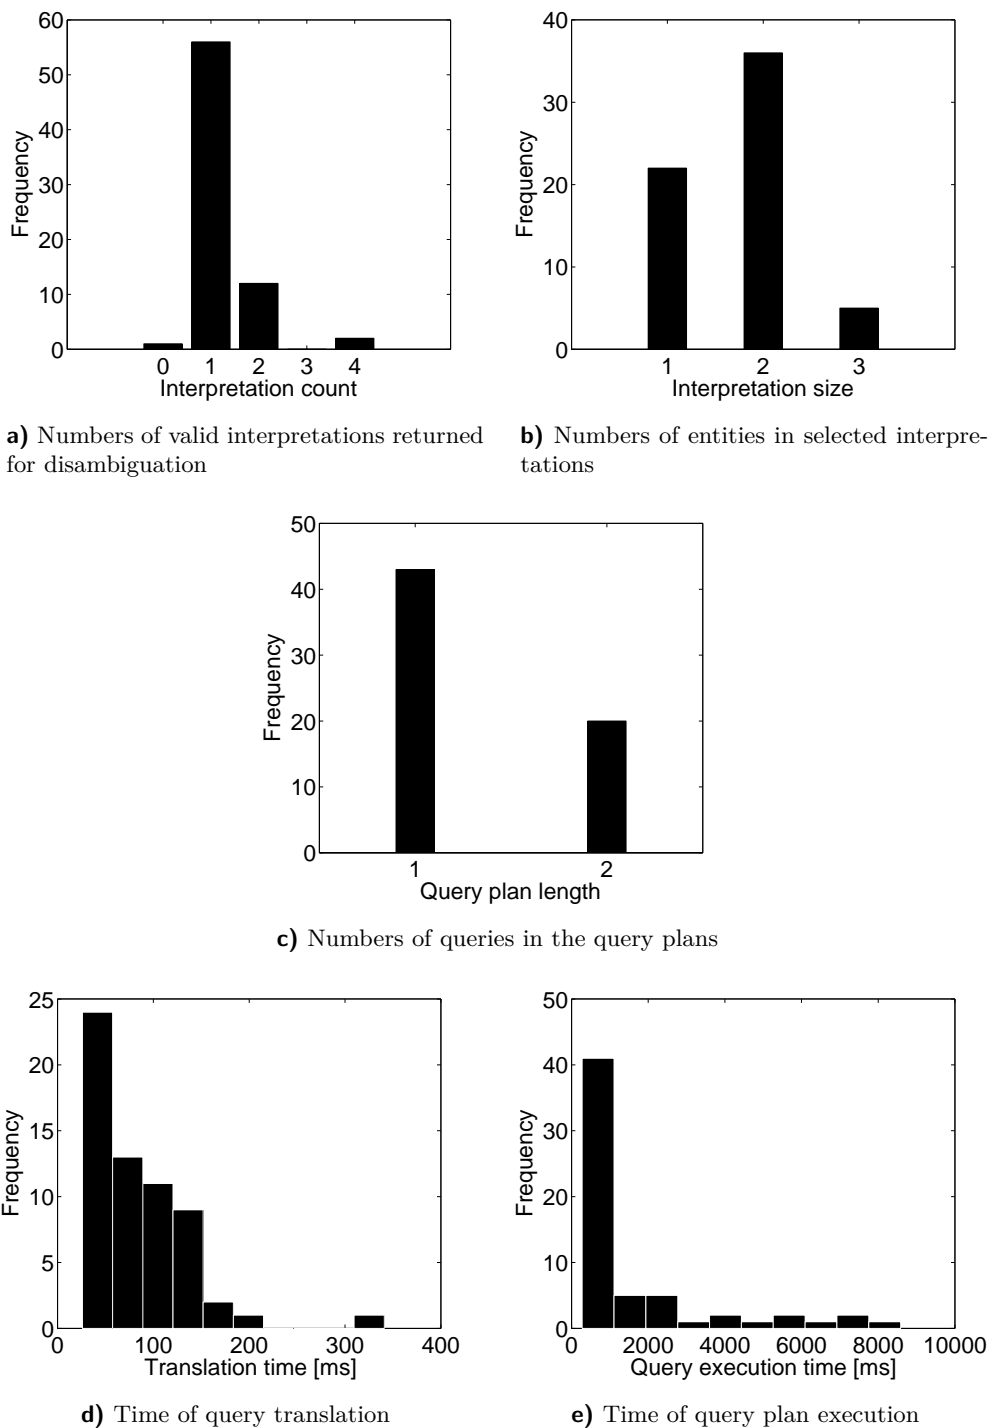 60
50
40
30
20
10
0
Frequency
0 1 2 3 4
Interpretation count
40
30
20
10
0
Frequency
1 2 3
Interpretation size
a) Numbers of valid interpretations returned
for disambiguation
b) Numbers of entities in selected interpre-
tations
50
40
30
20
10
0
Frequency
1 2
Query plan length
c) Numbers of queries in the query plans
25
20
15
10
5
0
Frequency
0 100 200 300 400
Translation time [ms]
50
40
30
20
10
0
Frequency
0 2000 4000 6000 8000 10000
Query execution time [ms]
d) Time of query translation
e) Time of query plan execution